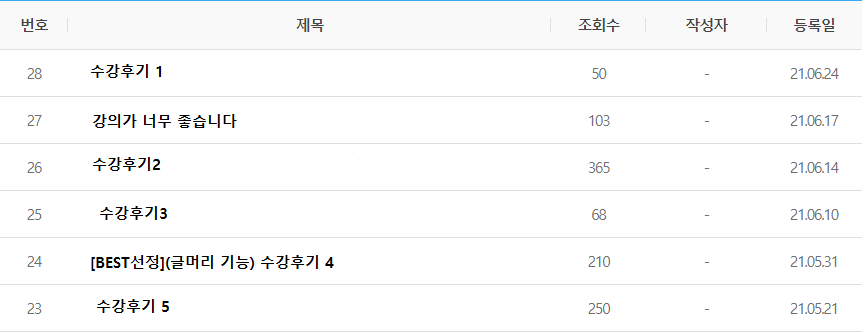 번호 제목 조회수 작성자 등록일
28 수강후기 1 50 - 21.06.24
27 강의가 너무 좋습니다 103 - 21.06.17
26 수강후기2 365 - 21.06.14
25 수강후기3 68 - 21.06.10
24 [BEST선정](글머리 기능) 수강후기 4 210 - 21.05.31
23 수강후기 5 250 - 21.05.21